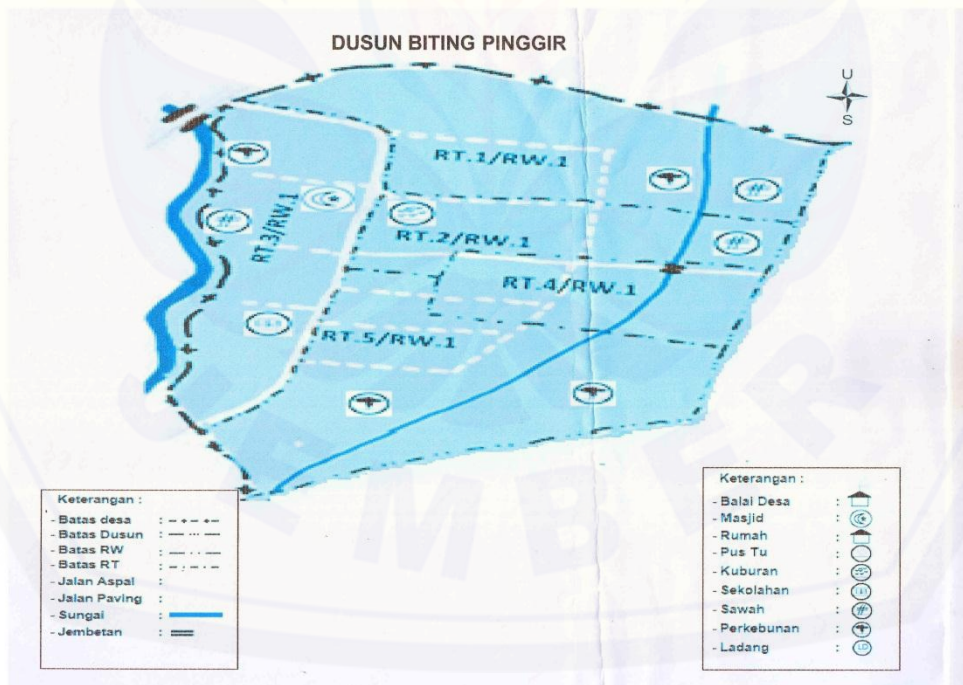 DUSUN BITING PINGGIR
U
S
RT.1/RW.1
RT.3/RW.1
RT.2/RW.1
RT.4/RW.1
RT.5/RW.1
JEMBER
Keterangan :
- Batas desa :
- Batas Dusun :
- Batas RW :
- Batas RT :
- Jalan Aspal :
- Jalan Paving :
- Sungai :
- Jembetan :
Keterangan :
- Balai Desa :
- Masjid :
- Rumah :
- Pus Tu :
- Kuburan :
- Sekolahan :
- Sawah :
- Perkebunan :
- Ladang : LD